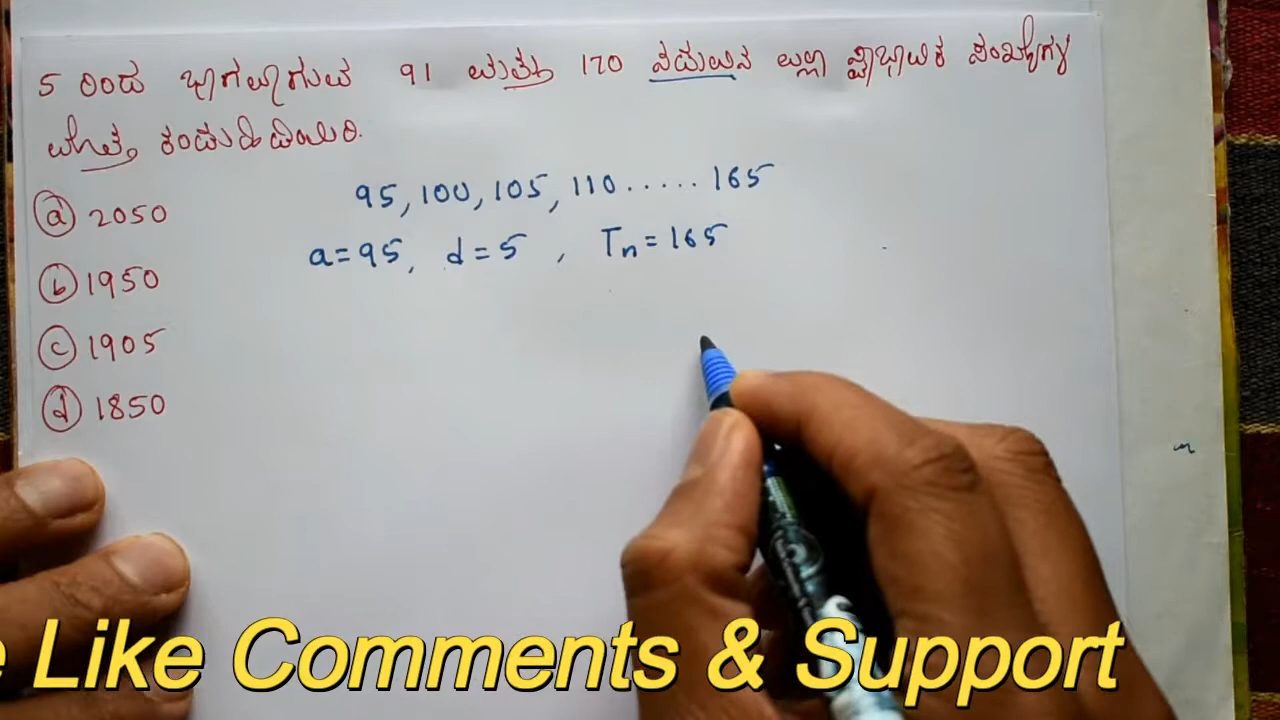 5 ರಿಂದ ಭಾಗವಾಗುವ 91 ಮತ್ತು 170 ನಡುವಿನ ಎಲ್ಲಾ ಸ್ವಾಭಾವಿಕ ಸಂಖ್ಯೆಗಳ
ಮೊತ್ತ ಕಂಡುಹಿಡಿಯಿರಿ.
95, 100, 105, 110 ..... 165
a = 95, d = 5 , Tn = 165
ⓐ 2050
ⓑ 1950
ⓒ 1905
ⓓ 1850
Like Comments & Support